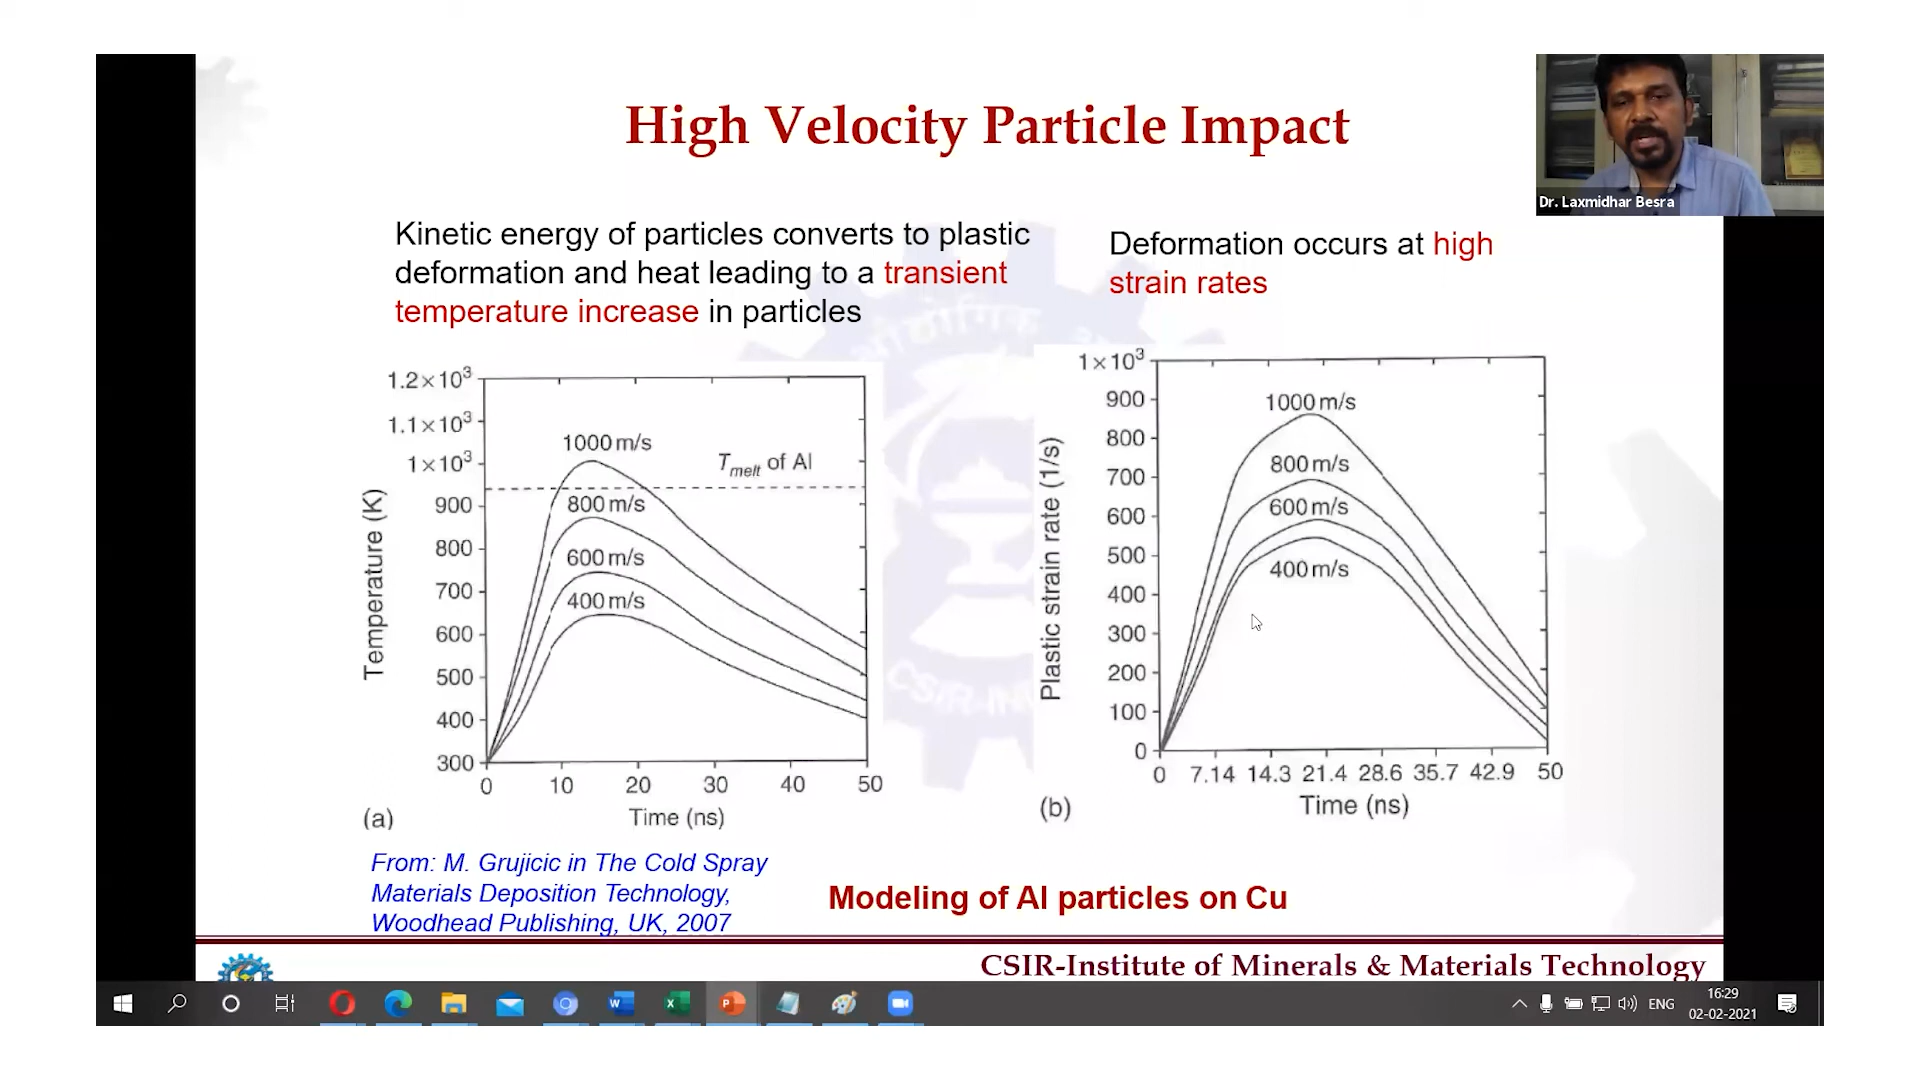 High Velocity Particle Impact
Dr. Laxmidhar Besra
Kinetic energy of particles converts to plastic
deformation and heat leading to a transient
temperature increase in particles
Deformation occurs at high
strain rates
1.2×10³
1.1×10³
1×10³
900
800
700
600
500
400
300
Temperature (K)
1000 m/s
Tmelt of Al
800 m/s
600 m/s
400 m/s
0 10 20 30 40 50
Time (ns)
(a)
1×10³
900
800
700
600
500
400
300
200
100
0
Plastic strain rate (1/s)
1000 m/s
800 m/s
600 m/s
400 m/s
0 7.14 14.3 21.4 28.6 35.7 42.9 50
Time (ns)
(b)
From: M. Grujicic in The Cold Spray
Materials Deposition Technology,
Woodhead Publishing, UK, 2007
Modeling of Al particles on Cu
CSIR-Institute of Minerals & Materials Technology
ENG
16:29
02-02-2021